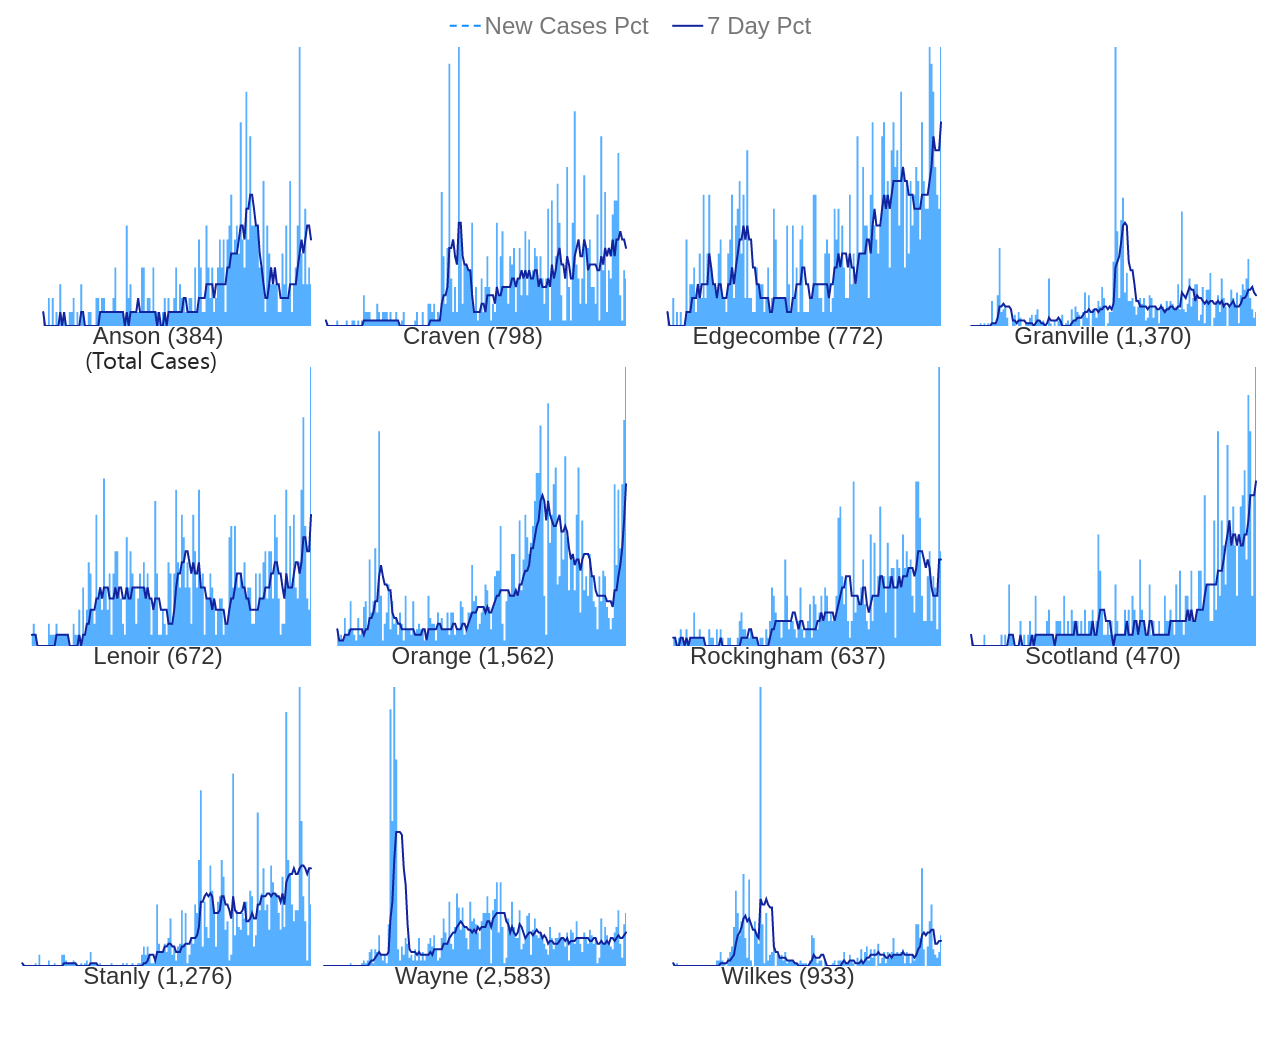 New Cases Pct 7 Day Pct
Anson (384) Craven (798) Edgecombe (772) Granville (1,370)
(Total Cases)
Lenoir (672) Orange (1,562) Rockingham (637) Scotland (470)
Stanly (1,276) Wayne (2,583) Wilkes (933)